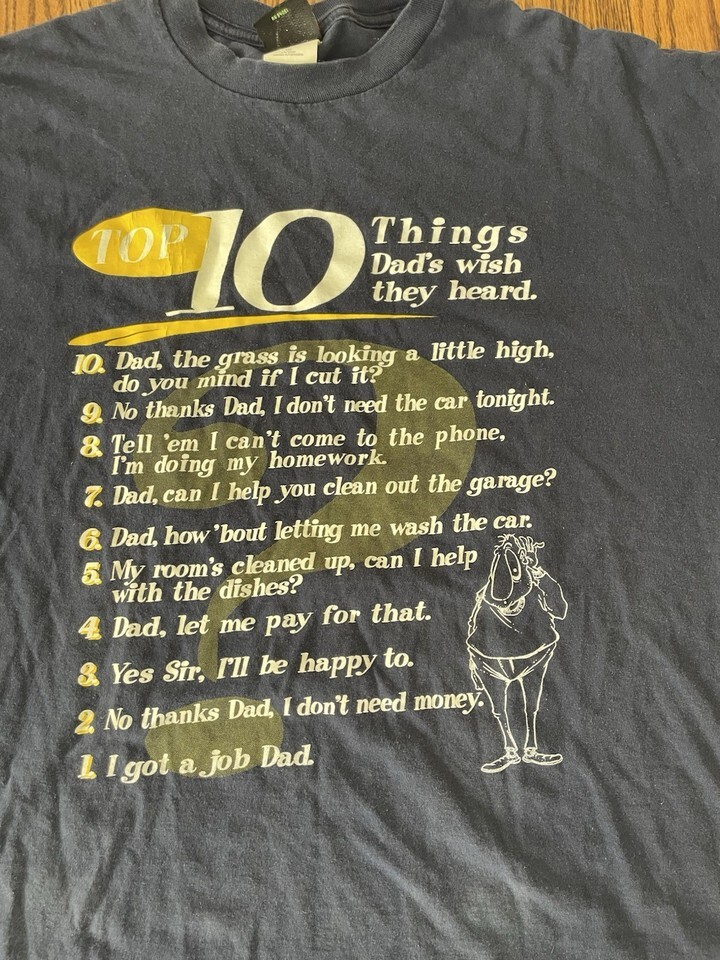 TOP 10 Things
Dad's wish
they heard.
10. Dad, the grass is looking a little high,
do you mind if I cut it?
9. No thanks Dad, I don't need the car tonight.
8. Tell 'em I can't come to the phone,
I'm doing my homework.
7. Dad, can I help you clean out the garage?
6. Dad, how 'bout letting me wash the car.
5. My room's cleaned up, can I help
with the dishes?
4. Dad, let me pay for that.
3. Yes Sir, I'll be happy to.
2. No thanks Dad, I don't need money.
1. I got a job Dad.